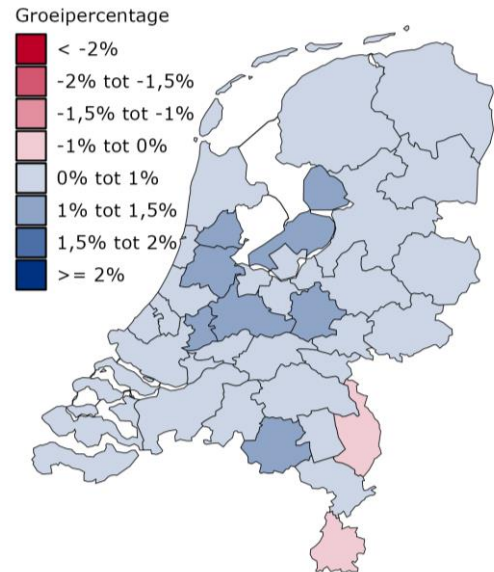 Groeipercentage
< -2%
-2% tot -1,5%
-1,5% tot -1%
-1% tot 0%
0% tot 1%
1% tot 1,5%
1,5% tot 2%
>= 2%